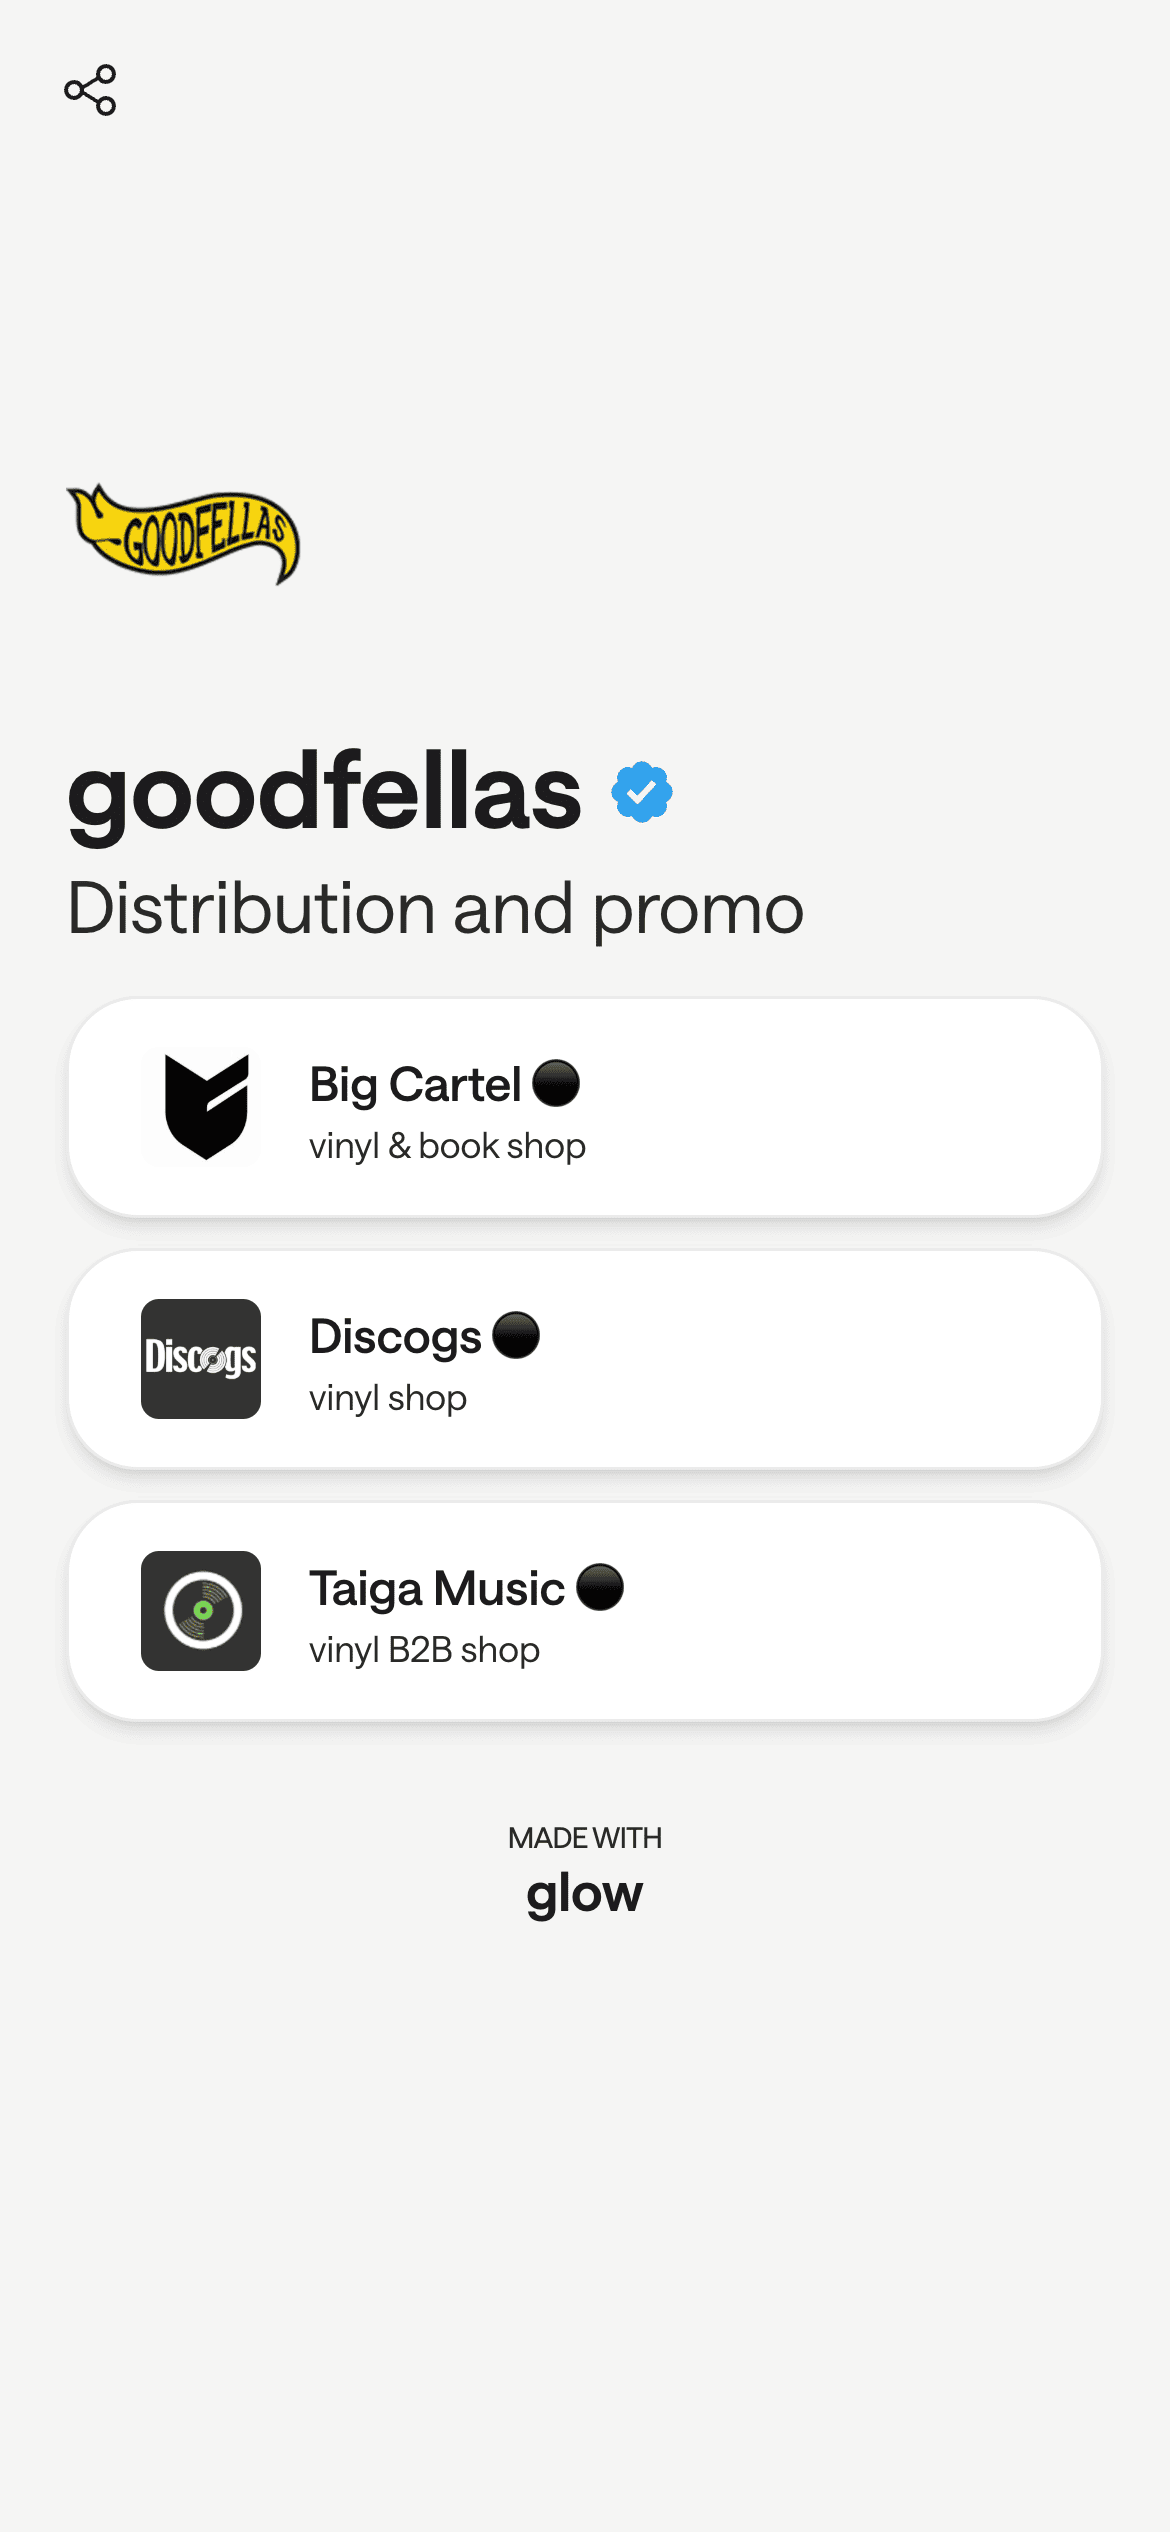 GOODFELLAS
goodfellas
Distribution and promo
Big Cartel ⚫
vinyl & book shop
Discogs
Discogs ⚫
vinyl shop
Taiga Music ⚫
vinyl B2B shop
MADE WITH
glow